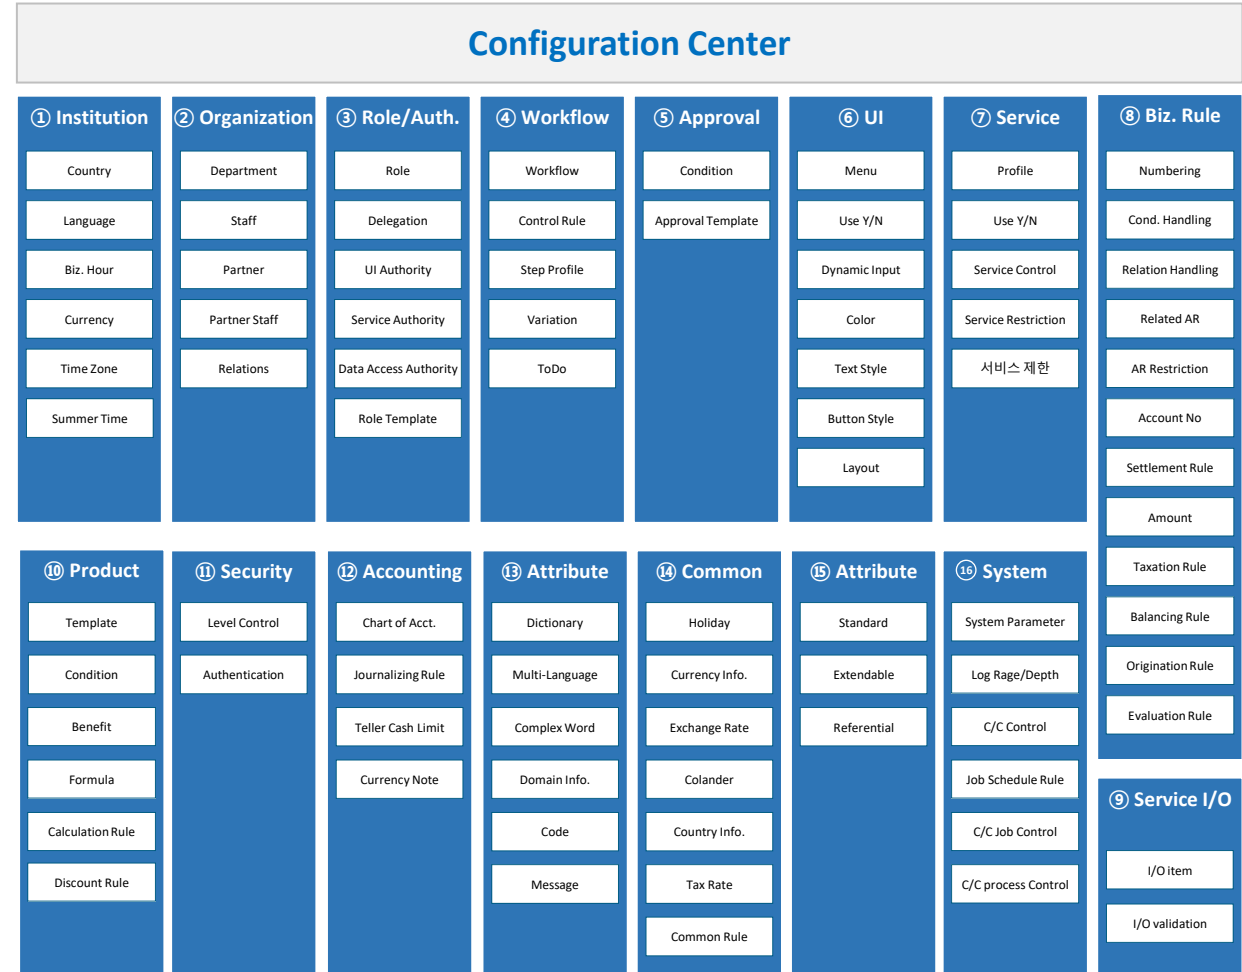 Configuration Center
① Institution
Country
Language
Biz. Hour
Currency
Time Zone
Summer Time
② Organization
Department
Staff
Partner
Partner Staff
Relations
③ Role/Auth.
Role
Delegation
UI Authority
Service Authority
Data Access Authority
Role Template
④ Workflow
Workflow
Control Rule
Step Profile
Variation
ToDo
⑤ Approval
Condition
Approval Template
⑥ UI
Menu
Use Y/N
Dynamic Input
Color
Text Style
Button Style
Layout
⑦ Service
Profile
Use Y/N
Service Control
Service Restriction
서비스 제한
⑧ Biz. Rule
Numbering
Cond. Handling
Relation Handling
Related AR
AR Restriction
Account No
Settlement Rule
Amount
Taxation Rule
Balancing Rule
Origination Rule
Evaluation Rule
⑨ Service I/O
I/O item
I/O validation
⑩ Product
Template
Condition
Benefit
Formula
Calculation Rule
Discount Rule
⑪ Security
Level Control
Authentication
⑫ Accounting
Chart of Acct.
Journalizing Rule
Teller Cash Limit
Currency Note
⑬ Attribute
Dictionary
Multi-Language
Complex Word
Domain Info.
Code
Message
⑭ Common
Holiday
Currency Info.
Exchange Rate
Colander
Country Info.
Tax Rate
Common Rule
⑮ Attribute
Standard
Extendable
Referential
⑯ System
System Parameter
Log Rage/Depth
C/C Control
Job Schedule Rule
C/C Job Control
C/C process Control